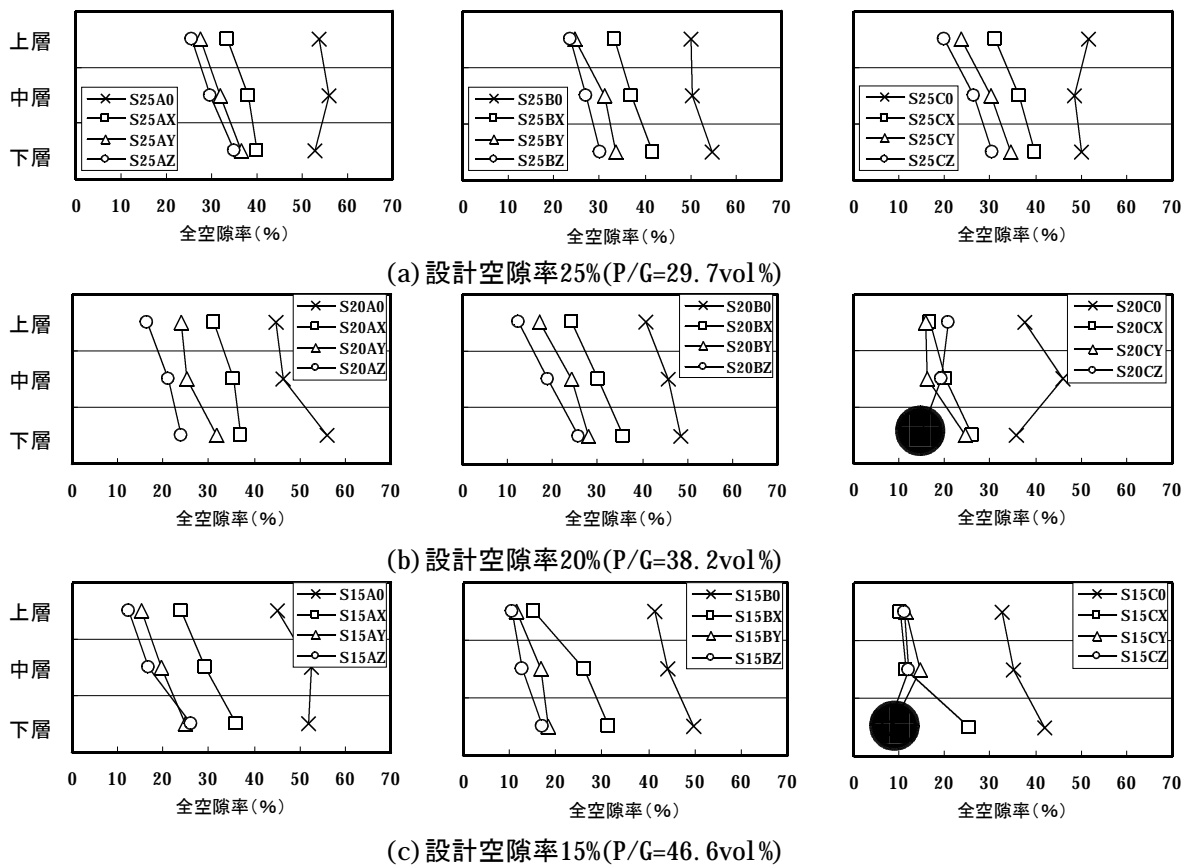 上層
中層
下層
S25A0
S25AX
S25AY
S25AZ
0 10 20 30 40 50 60 70
全空隙率(%)
S25B0
S25BX
S25BY
S25BZ
0 10 20 30 40 50 60 70
全空隙率(%)
S25C0
S25CX
S25CY
S25CZ
0 10 20 30 40 50 60 70
全空隙率(%)
(a) 設計空隙率25%(P/G=29.7vol%)
上層
中層
下層
S20A0
S20AX
S20AY
S20AZ
0 10 20 30 40 50 60 70
全空隙率(%)
S20B0
S20BX
S20BY
S20BZ
0 10 20 30 40 50 60 70
全空隙率(%)
S20C0
S20CX
S20CY
S20CZ
0 10 20 30 40 50 60 70
全空隙率(%)
(b) 設計空隙率20%(P/G=38.2vol%)
上層
中層
下層
S15A0
S15AX
S15AY
S15AZ
0 10 20 30 40 50 60 70
全空隙率(%)
S15B0
S15BX
S15BY
S15BZ
0 10 20 30 40 50 60 70
全空隙率(%)
S15C0
S15CX
S15CY
S15CZ
0 10 20 30 40 50 60 70
全空隙率(%)
(c) 設計空隙率15%(P/G=46.6vol%)